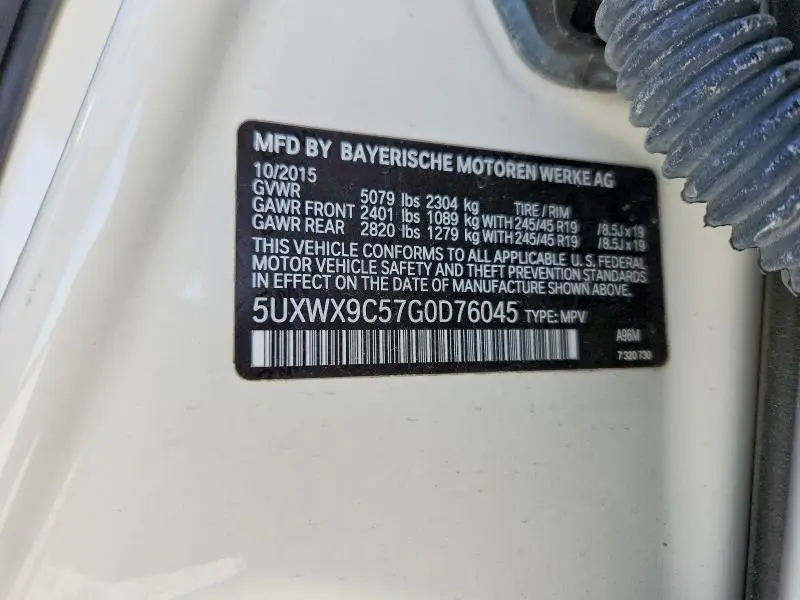 MFD BY BAYERISCHE MOTOREN WERKE AG
10/2015
GVWR 5079 lbs 2304 kg TIRE / RIM
GAWR FRONT 2401 lbs 1089 kg WITH 245/45 R19 /8.5J x 19
GAWR REAR 2820 lbs 1279 kg WITH 245/45 R19 /8.5J x 19
THIS VEHICLE CONFORMS TO ALL APPLICABLE U.S. FEDERAL
MOTOR VEHICLE SAFETY AND THEFT PREVENTION STANDARDS
IN EFFECT ON THE DATE OF MANUFACTURE SHOWN ABOVE.
5UXWX9C57G0D76045 TYPE: MPV
A96M
7 320 730